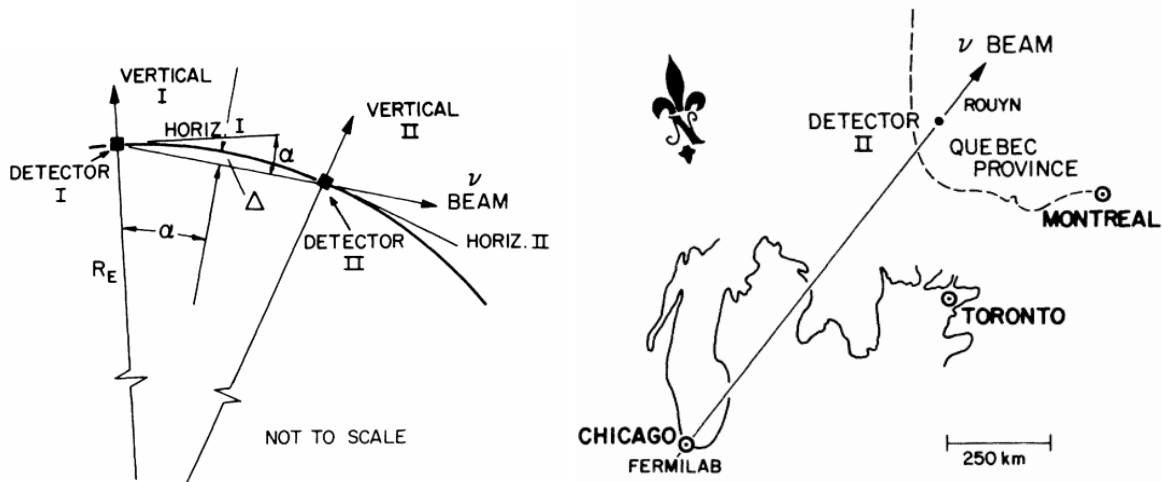 VERTICAL
I
HORIZ. I
α
DETECTOR
I
Δ
α
R_E
VERTICAL
II
ν
BEAM
DETECTOR
II
HORIZ. II
NOT TO SCALE
ν BEAM
ROUYN
DETECTOR
II
QUEBEC
PROVINCE
MONTREAL
TORONTO
CHICAGO
FERMILAB
250 km